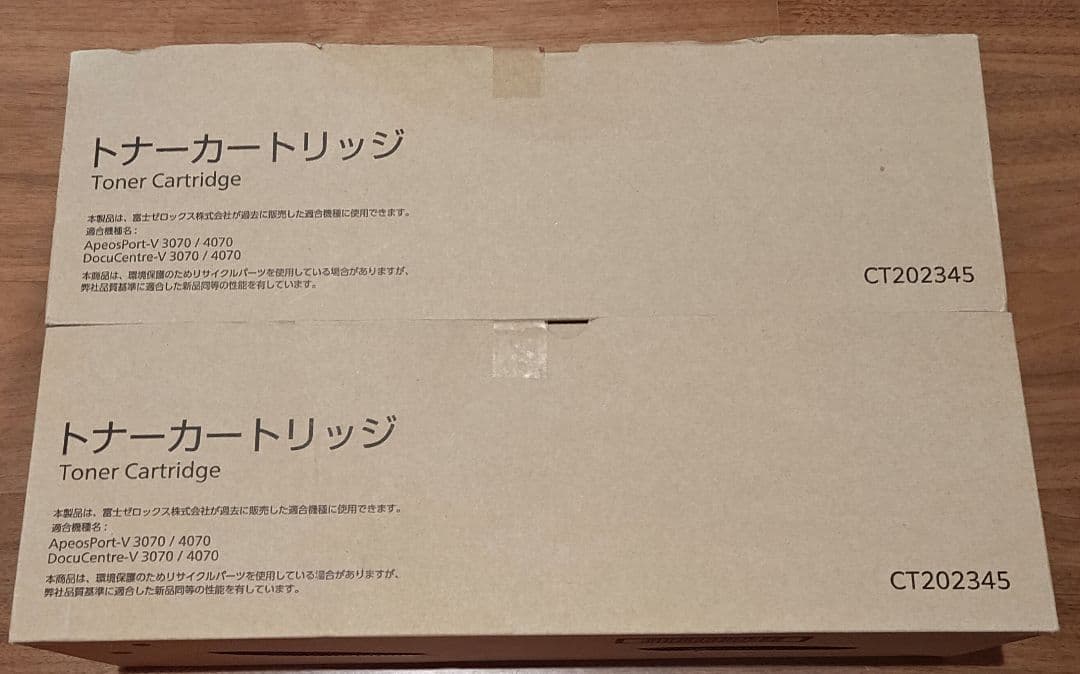 トナーカートリッジ
Toner Cartridge
本製品は、富士ゼロックス株式会社が過去に販売した適合機種に使用できます。
適合機種名：
ApeosPort-V 3070 / 4070
DocuCentre-V 3070 / 4070
本商品は、環境保護のためリサイクルパーツを使用している場合がありますが、
弊社品質基準に適合した新品同等の性能を有しています。
CT202345
トナーカートリッジ
Toner Cartridge
本製品は、富士ゼロックス株式会社が過去に販売した適合機種に使用できます。
適合機種名：
ApeosPort-V 3070 / 4070
DocuCentre-V 3070 / 4070
本商品は、環境保護のためリサイクルパーツを使用している場合がありますが、
弊社品質基準に適合した新品同等の性能を有しています。
CT202345